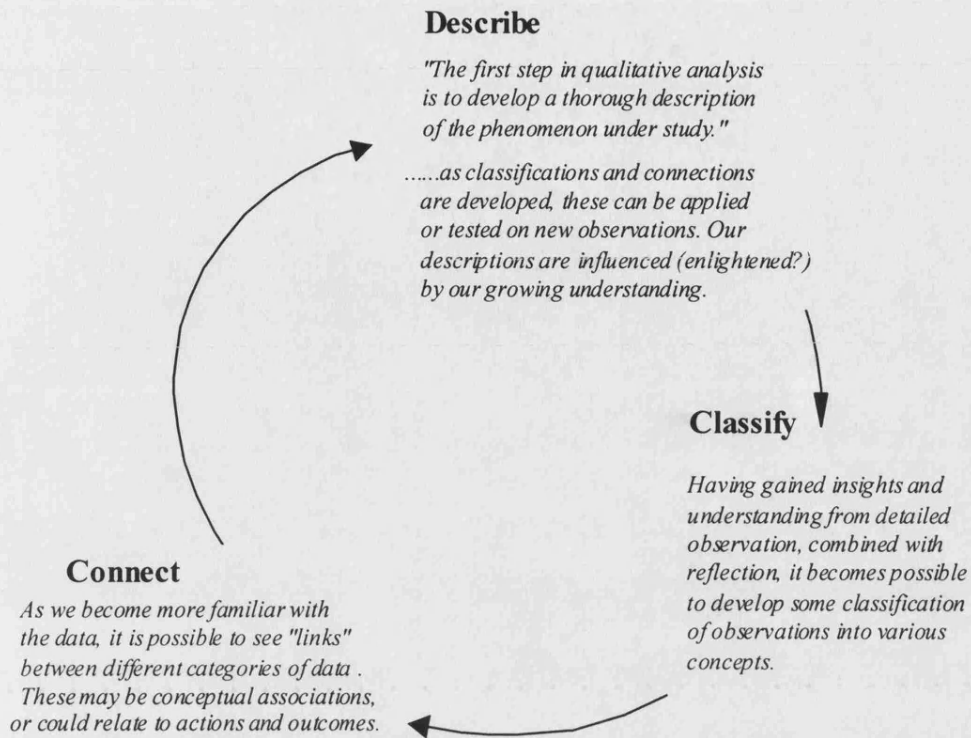 Describe
"The first step in qualitative analysis
is to develop a thorough description
of the phenomenon under study."
......as classifications and connections
are developed, these can be applied
or tested on new observations. Our
descriptions are influenced (enlightened?)
by our growing understanding.
Classify
Having gained insights and
understanding from detailed
observation, combined with
reflection, it becomes possible
to develop some classification
of observations into various
concepts.
Connect
As we become more familiar with
the data, it is possible to see "links"
between different categories of data .
These may be conceptual associations,
or could relate to actions and outcomes.